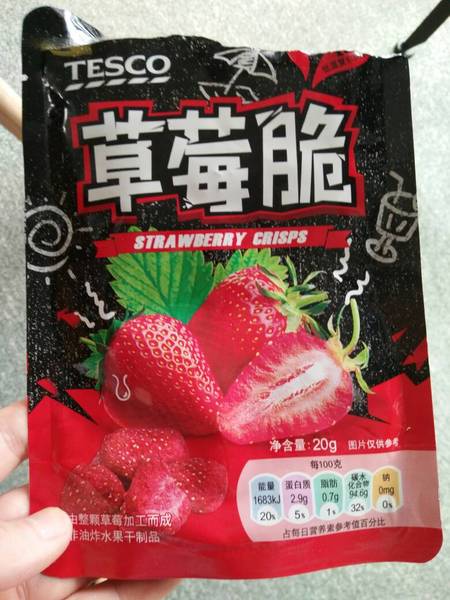 TESCO
草莓脆
STRAWBERRY CRISPS
净含量: 20g 图片仅供参考
每100克
能量 蛋白质 脂肪 碳水化合物 钠
1683kJ 2.9g 0.7g 94.6g 0mg
20% 5% 1% 32% 0%
占每日营养素参考值百分比
由整颗草莓加工而成
非油炸水果干制品